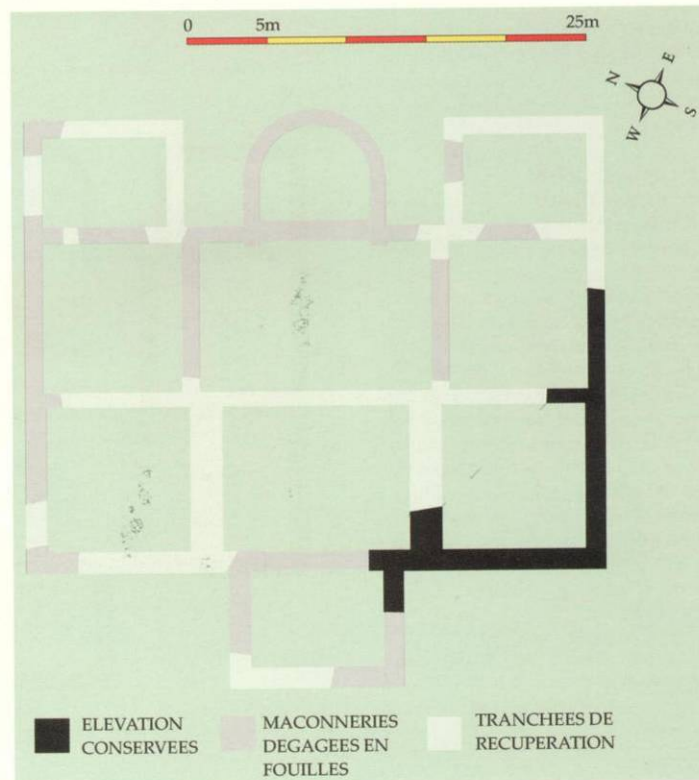 0 5m 25m
N E
W S
ELEVATION
CONSERVEES
MACONNERIES
DEGAGEES EN
FOUILLES
TRANCHEES DE
RECUPERATION